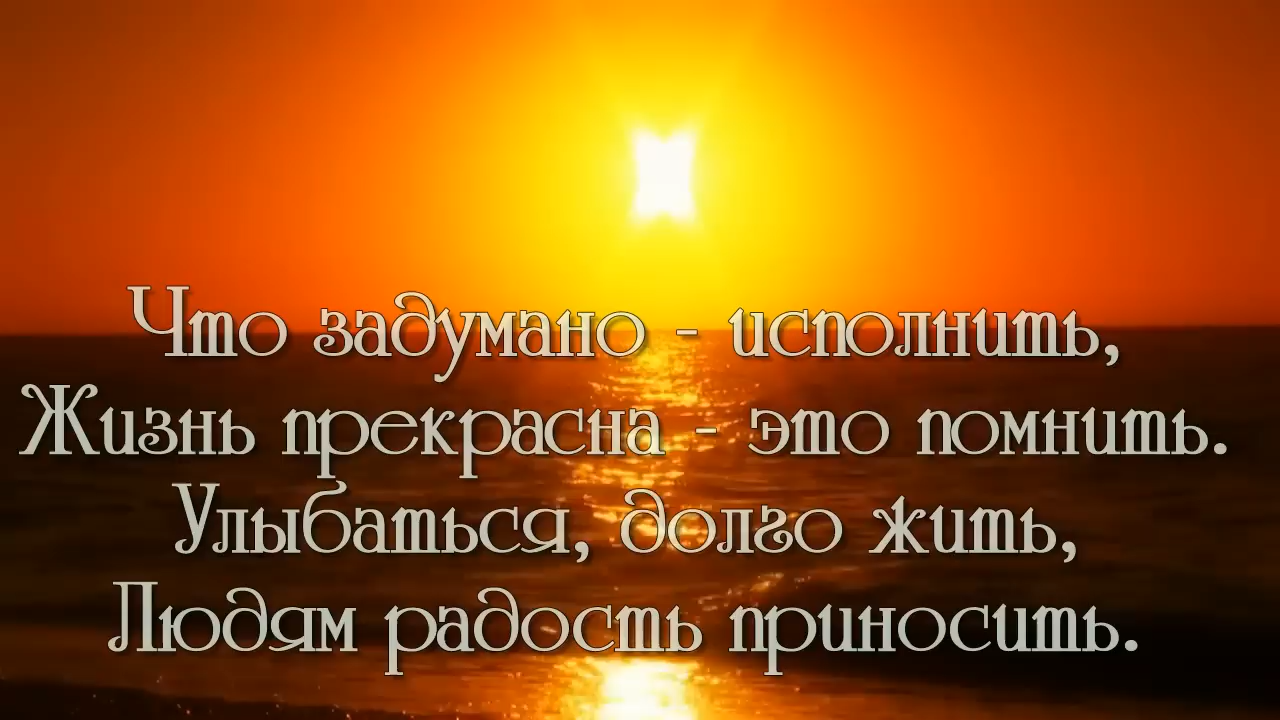 Что задумано - исполнить,
Жизнь прекрасна - это помнить.
Улыбаться, долго жить,
Людям радость приносить.